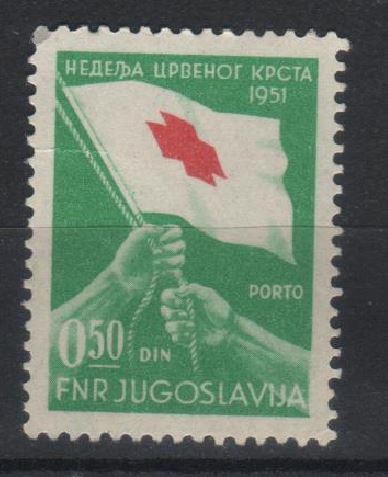 НЕДЕЉА ЦРВЕНОГ КРСТА
1951
PORTO
0.50 DIN
FNR JUGOSLAVIJA